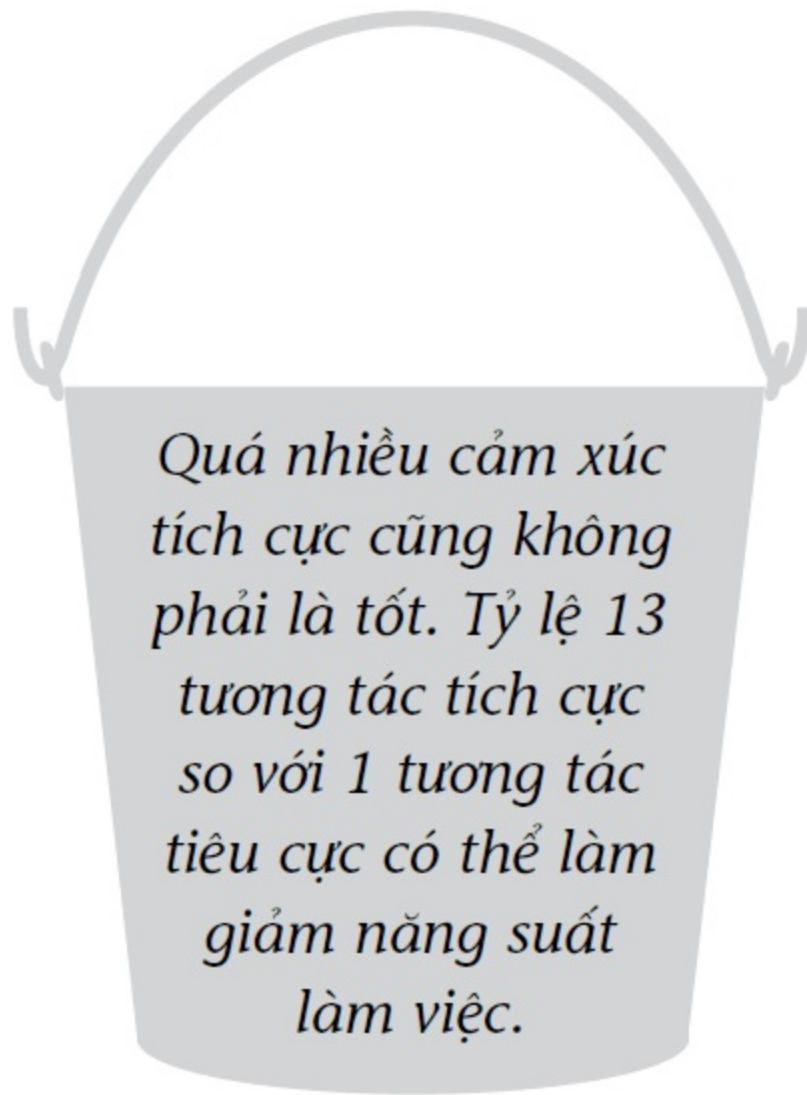 Quá nhiều cảm xúc
tích cực cũng không
phải là tốt. Tỷ lệ 13
tương tác tích cực
so với 1 tương tác
tiêu cực có thể làm
giảm năng suất
làm việc.